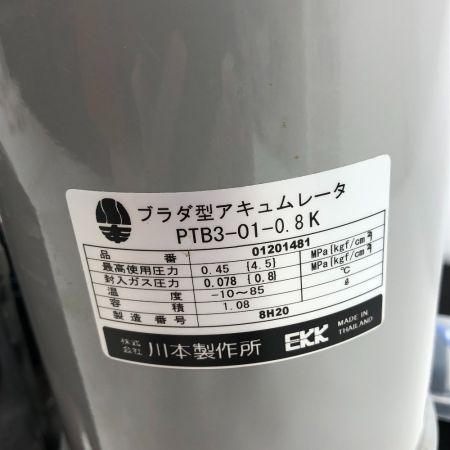 ブラダ型アキュムレータ
PTB3-01-0.8K
品 番 01201481
最高使用圧力 0.45 {4.5} MPa{kgf/cm²}
封入ガス圧力 0.078 {0.8} MPa{kgf/cm²}
温 度 -10~85 ℃
容 積 1.08 ℓ
製造番号 8H20
株式会社 川本製作所 EKK MADE IN THAILAND